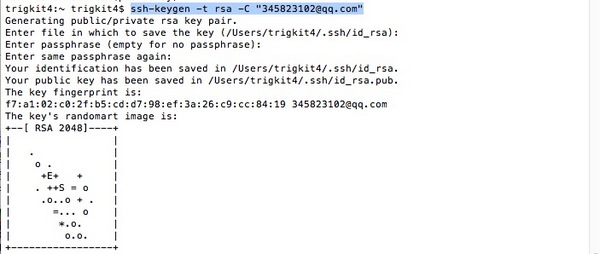 trigkit4:~ trigkit4$ ssh-keygen -t rsa -C "345823102@qq.com"
Generating public/private rsa key pair.
Enter file in which to save the key (/Users/trigkit4/.ssh/id_rsa):
Enter passphrase (empty for no passphrase):
Enter same passphrase again:
Your identification has been saved in /Users/trigkit4/.ssh/id_rsa.
Your public key has been saved in /Users/trigkit4/.ssh/id_rsa.pub.
The key fingerprint is:
f7:a1:02:c0:2f:b5:cd:d7:98:ef:3a:26:c9:cc:84:19 345823102@qq.com
The key's randomart image is:
+--[ RSA 2048]----+
|                 |
|   .             |
|    o .          |
|     +E+   +     |
|    . ++S = o    |
|     .o..o + .   |
|       =... o    |
|        *.o.     |
|         o.o.    |
+-----------------+